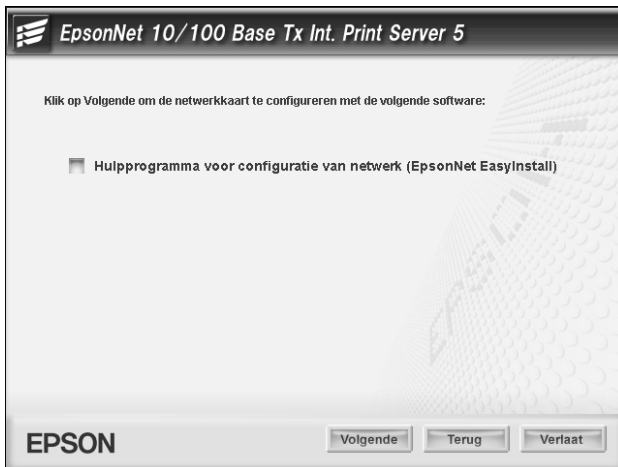 EpsonNet 10/100 Base Tx Int. Print Server 5
Klik op Volgende om de netwerkkaart te configureren met de volgende software:
Hulpprogramma voor configuratie van netwerk (EpsonNet EasyInstall)
EPSON
EPSON
Volgende
Terug
Verlaat